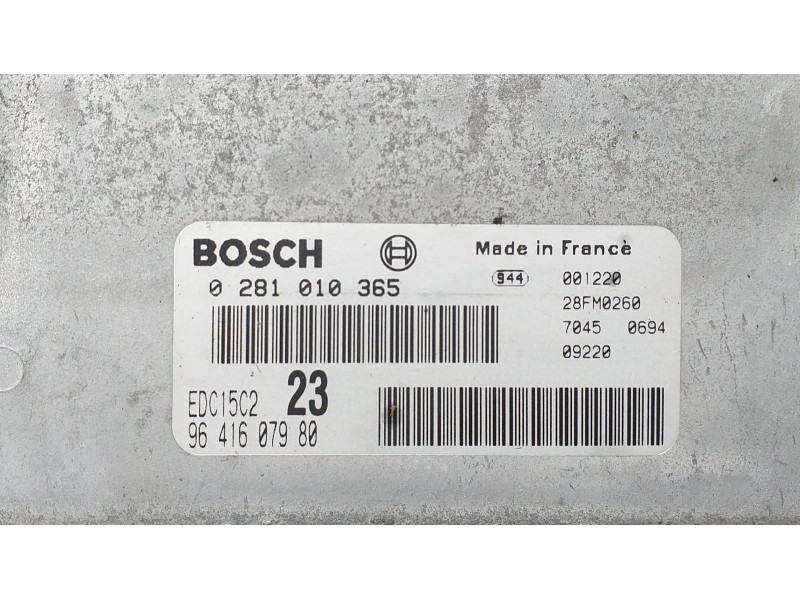 BOSCH
Made in France
0 281 010 365
944 001220
28FM0260
7045 0694
09220
EDC15C2 23
96 416 079 80